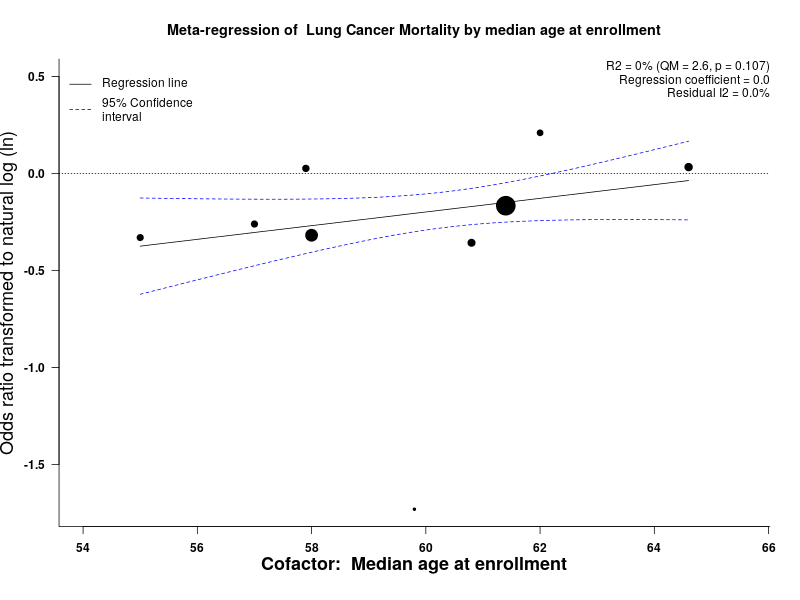 Meta-regression of  Lung Cancer Mortality by median age at enrollment
R2 = 0% (QM = 2.6, p = 0.107)
Regression coefficient = 0.0
Residual I2 = 0.0%
Regression line
95% Confidence
interval
Odds ratio transformed to natural log (ln)
0.5
0.0
-0.5
-1.0
-1.5
54 56 58 60 62 64 66
Cofactor:  Median age at enrollment